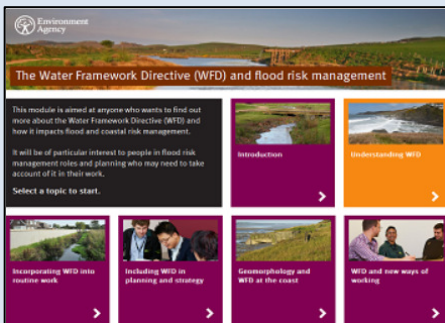 Environment
Agency
The Water Framework Directive (WFD) and flood risk management
This module is aimed at anyone who wants to find out
more about the Water Framework Directive (WFD) and
how it impacts flood and coastal risk management.
It will be of particular interest to people in flood risk
management roles and planning who may need to take
account of it in their work.
Select a topic to start.
Introduction
Understanding WFD
Incorporating WFD into
routine work
Including WFD in
planning and strategy
Geomorphology and
WFD at the coast
WFD and new ways of
working